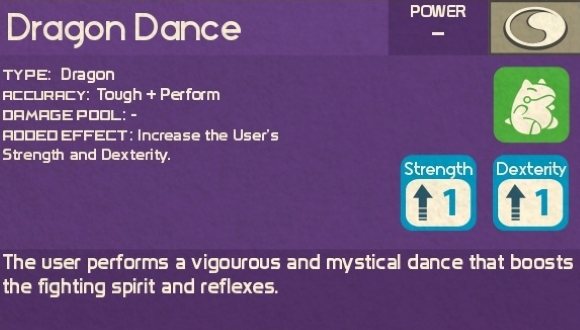 Dragon Dance
POWER
–
TYPE: Dragon
ACCURACY: Tough + Perform
DAMAGE POOL: -
ADDED EFFECT: Increase the User's
Strength and Dexterity.
Strength
1
Dexterity
1
The user performs a vigourous and mystical dance that boosts
the fighting spirit and reflexes.